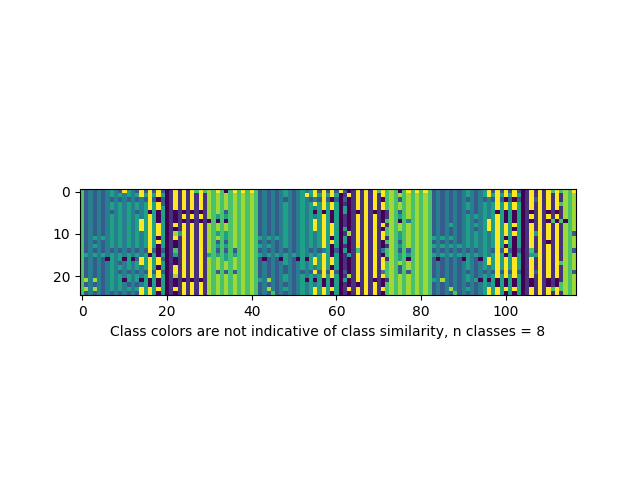 0
10
20
0 20 40 60 80 100
Class colors are not indicative of class similarity, n classes = 8